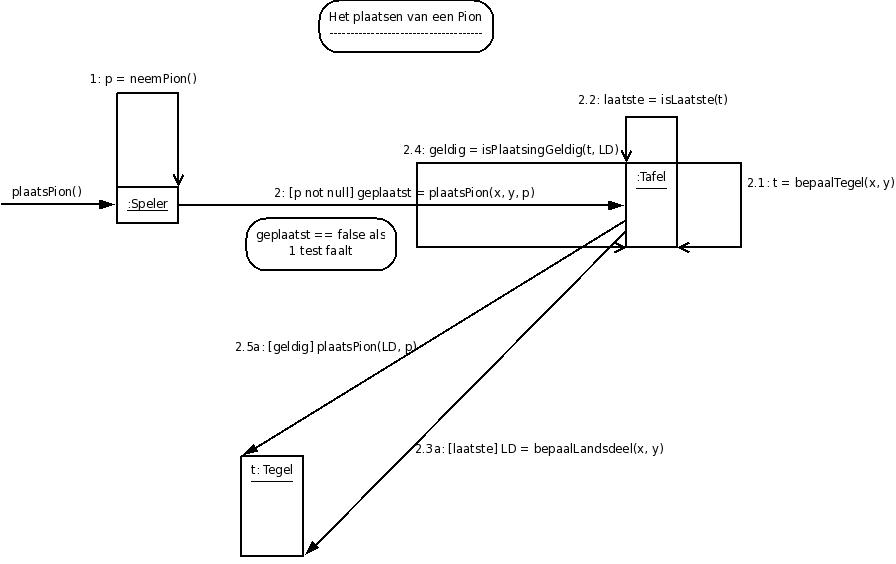 Het plaatsen van een Pion
1: p = neemPion()
2.2: laatste = isLaatste(t)
2.4: geldig = isPlaatsingGeldig(t, LD)
:Tafel
2.1: t = bepaalTegel(x, y)
plaatsPion()
:Speler
2: [p not null] geplaatst = plaatsPion(x, y, p)
geplaatst == false als
1 test faalt
2.5a: [geldig] plaatsPion(LD, p)
2.3a: [laatste] LD = bepaalLandsdeel(x, y)
t: Tegel